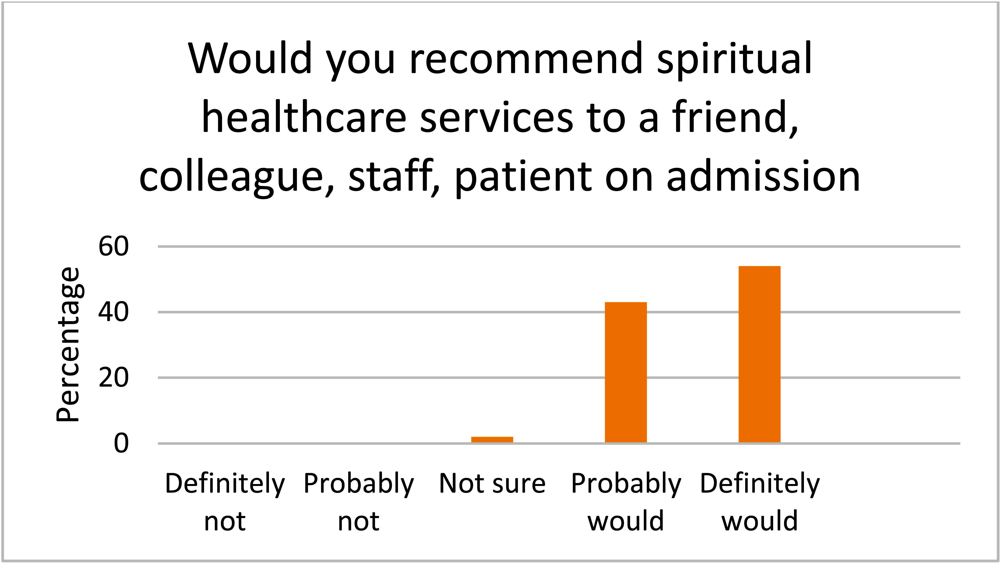 Would you recommend spiritual
healthcare services to a friend,
colleague, staff, patient on admission
Percentage
60
40
20
0
Definitely not
Probably not
Not sure
Probably would
Definitely would